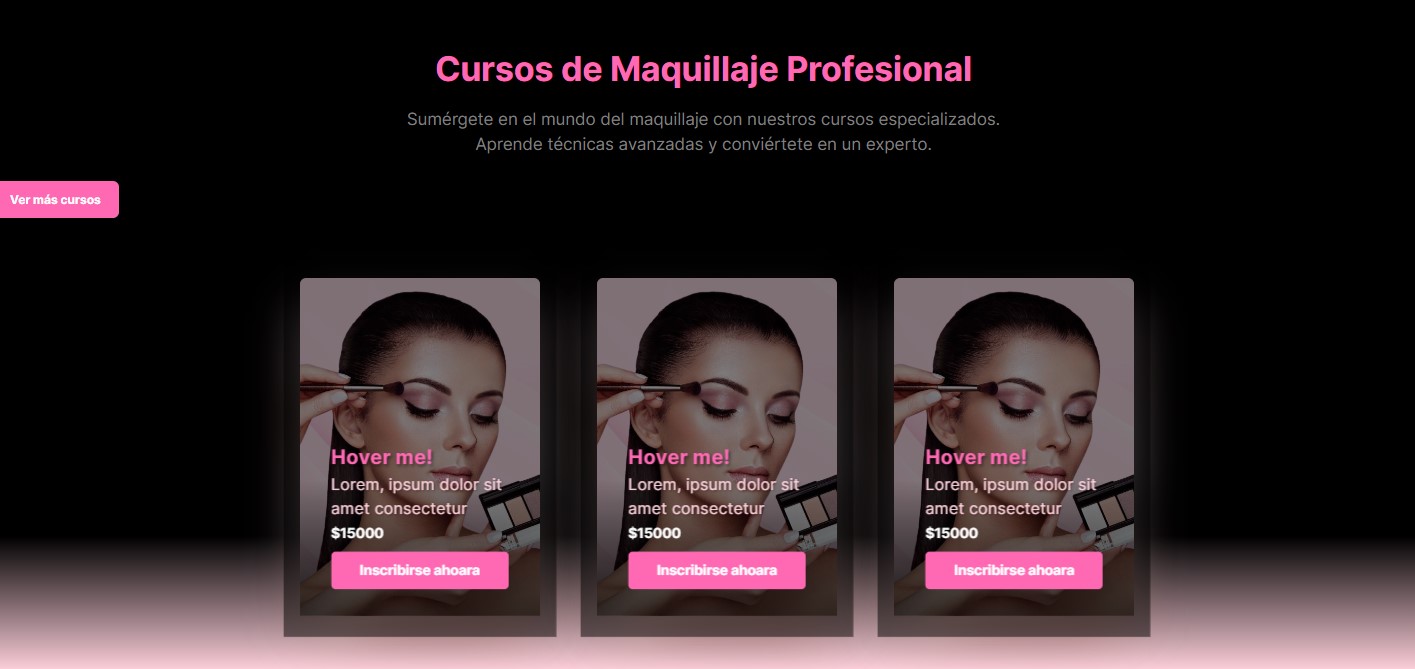 Cursos de Maquillaje Profesional
Sumérgete en el mundo del maquillaje con nuestros cursos especializados.
Aprende técnicas avanzadas y conviértete en un experto.
Ver más cursos
Hover me!
Lorem, ipsum dolor sit
amet consectetur
$15000
Inscribirse ahoara
Hover me!
Lorem, ipsum dolor sit
amet consectetur
$15000
Inscribirse ahoara
Hover me!
Lorem, ipsum dolor sit
amet consectetur
$15000
Inscribirse ahoara